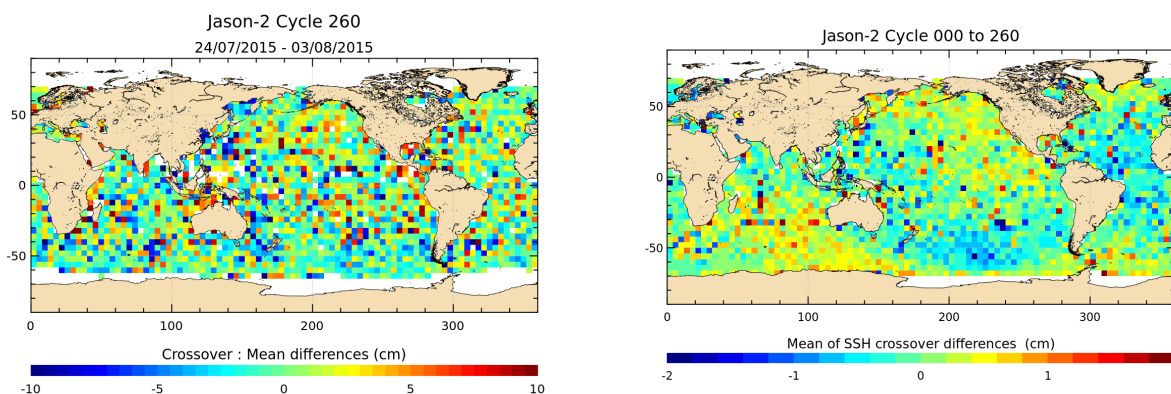 Jason-2 Cycle 260
24/07/2015 - 03/08/2015
50
0
-50
0 100 200 300
Crossover : Mean differences (cm)
-10 -5 0 5 10
Jason-2 Cycle 000 to 260
50
0
-50
0 100 200 300
Mean of SSH crossover differences (cm)
-2 -1 0 1